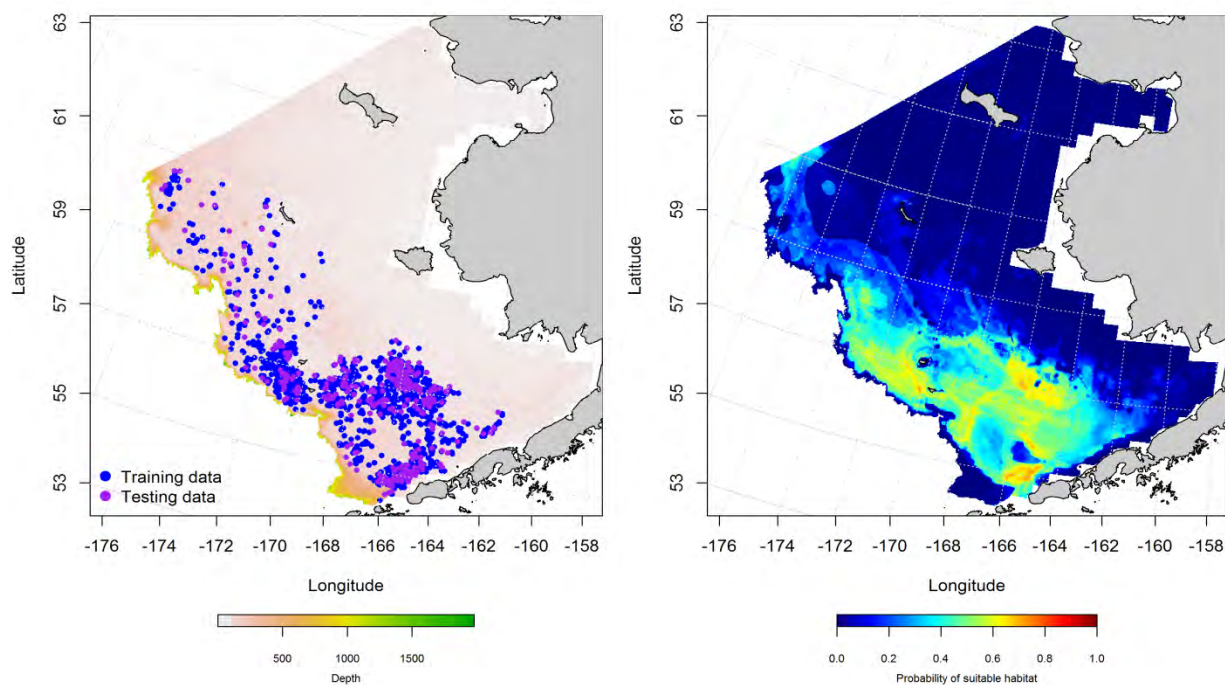 63
61
59
57
55
53
Latitude
Training data
Testing data
-176 -174 -172 -170 -168 -166 -164 -162 -160 -158
Longitude
500 1000 1500
Depth
63
61
59
57
55
53
Latitude
-176 -174 -172 -170 -168 -166 -164 -162 -160 -158
Longitude
0.0 0.2 0.4 0.6 0.8 1.0
Probability of suitable habitat